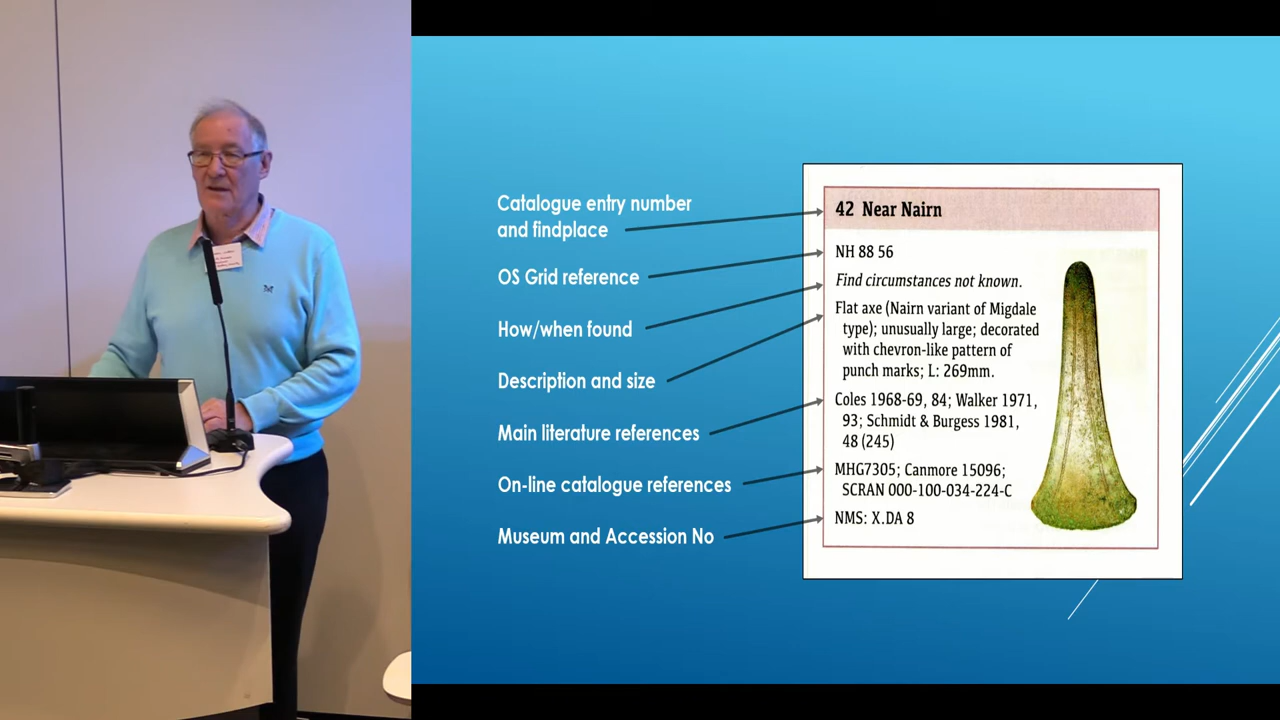 Catalogue entry number
and findplace
OS Grid reference
How/when found
Description and size
Main literature references
On-line catalogue references
Museum and Accession No
42 Near Nairn
NH 88 56
Find circumstances not known.
Flat axe (Nairn variant of Migdale
type); unusually large; decorated
with chevron-like pattern of
punch marks; L: 269mm.
Coles 1968-69, 84; Walker 1971,
93; Schmidt & Burgess 1981,
48 (245)
MHG7305; Canmore 15096;
SCRAN 000-100-034-224-C
NMS: X.DA 8